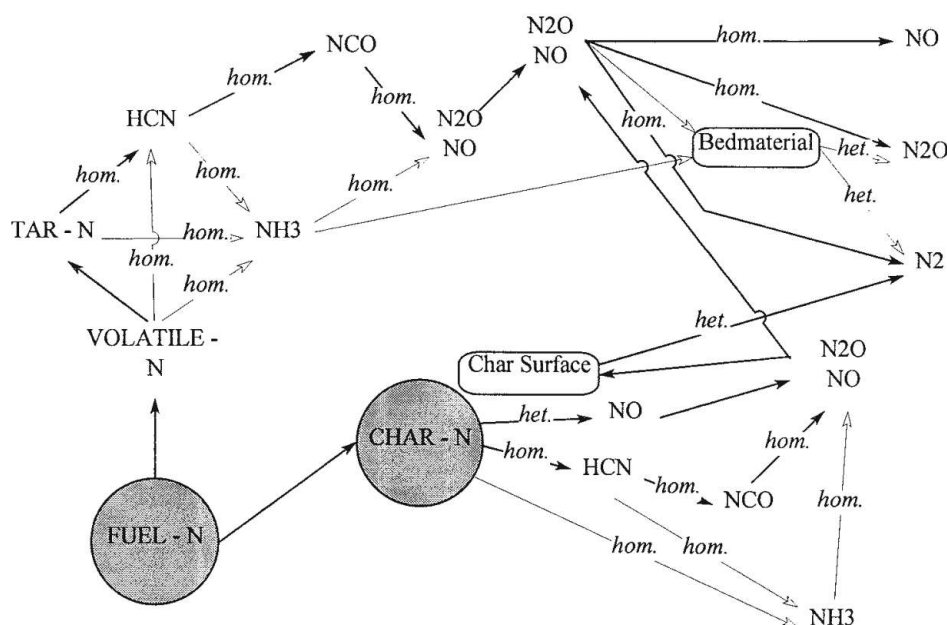 NCO
N2O
NO
hom.
NO
hom.
hom.
hom.
HCN
N2O
NO
hom.
Bedmaterial
het.
N2O
hom.
hom.
hom.
het.
TAR - N
hom.
NH3
hom.
hom.
N2
VOLATILE -
N
het.
Char Surface
N2O
NO
het.
NO
CHAR - N
hom.
HCN
hom.
hom.
NCO
hom.
FUEL - N
hom.
hom.
NH3